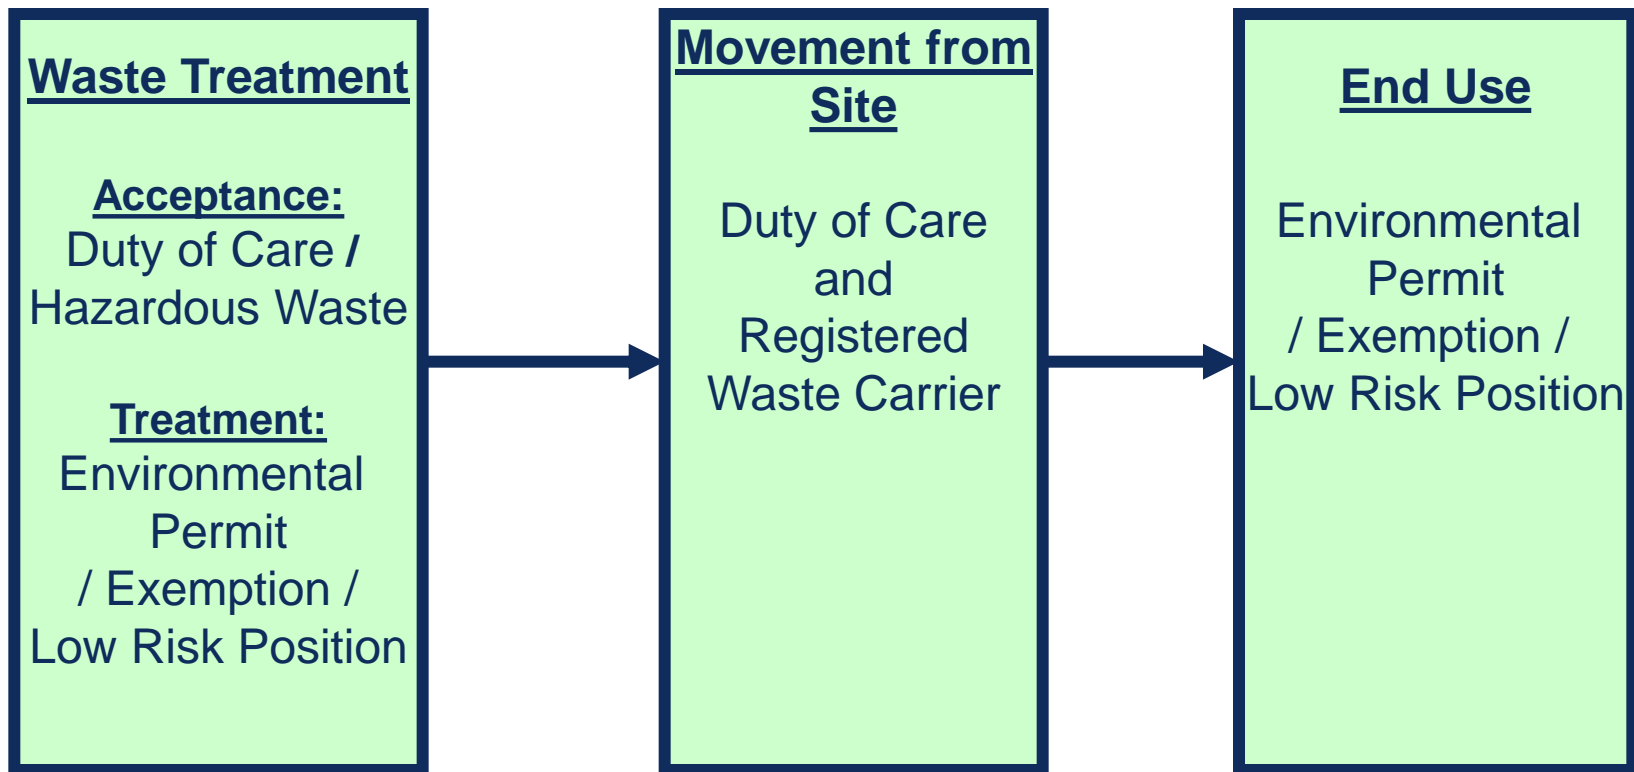 Waste Treatment
Acceptance:
Duty of Care /
Hazardous Waste
Treatment:
Environmental
Permit
/ Exemption /
Low Risk Position
Movement from
Site
Duty of Care
and
Registered
Waste Carrier
End Use
Environmental
Permit
/ Exemption /
Low Risk Position